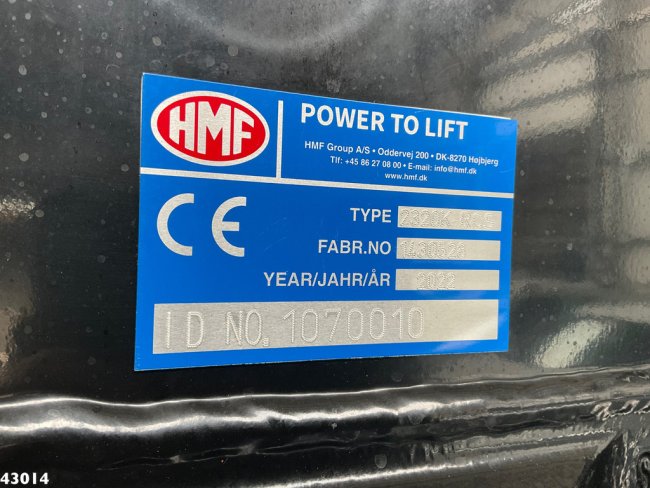 HMF
POWER TO LIFT
HMF Group A/S • Oddervej 200 • DK-8270 Højbjerg
Tlf: +45 86 27 08 00 • E-mail: info@hmf.dk
www.hmf.dk
CE
TYPE 2320K
FABR.NO
YEAR/JAHR/ÅR 2022
ID NO. 1070010
43014